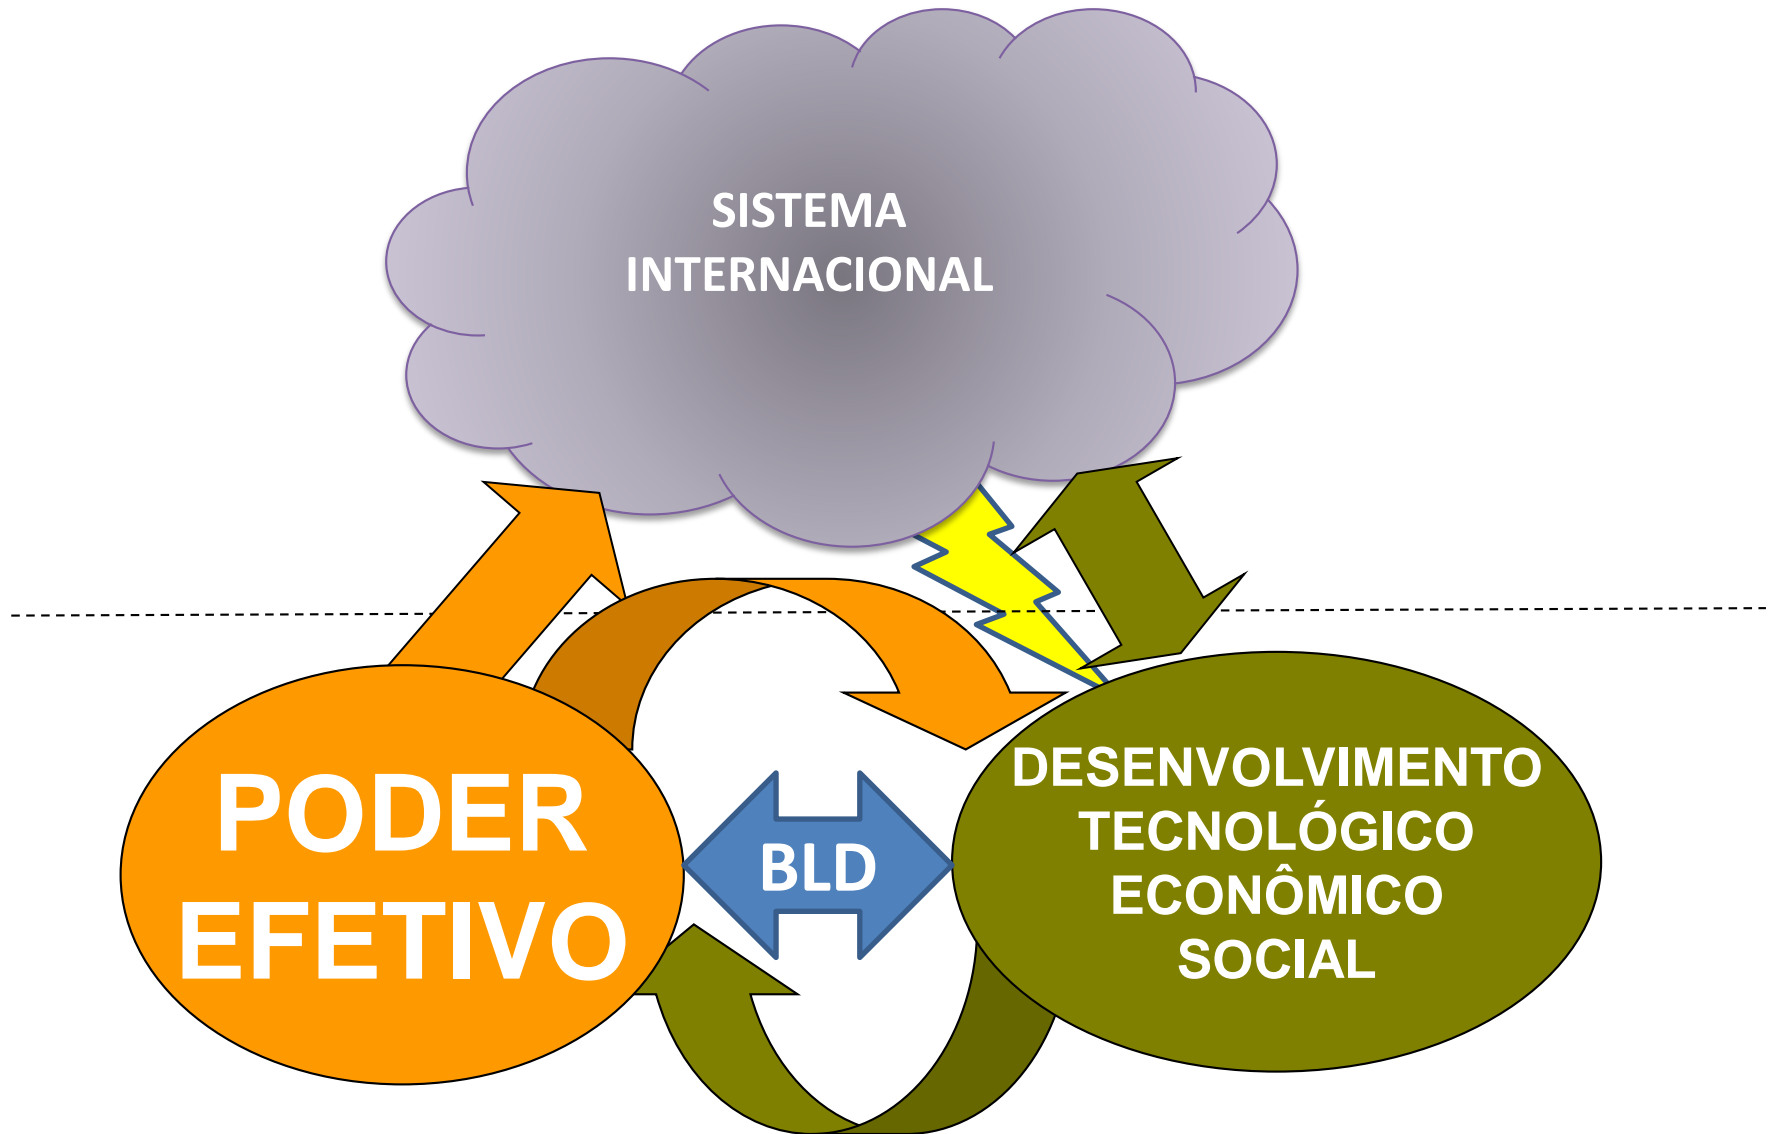 SISTEMA
INTERNACIONAL
PODER
EFETIVO
BLD
DESENVOLVIMENTO
TECNOLÓGICO
ECONÔMICO
SOCIAL